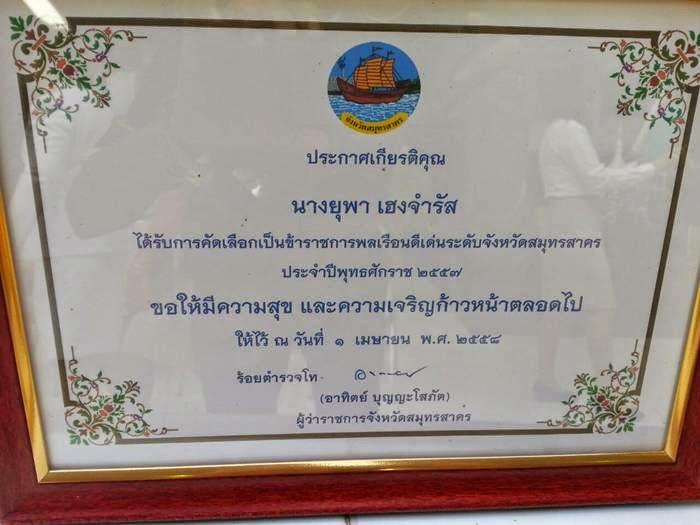 จังหวัดสมุทรสาคร
ประกาศเกียรติคุณ
นางยุพา เฮงจำรัส
ได้รับการคัดเลือกเป็นข้าราชการพลเรือนดีเด่นระดับจังหวัดสมุทรสาคร
ประจำปีพุทธศักราช ๒๕๕๗
ขอให้มีความสุข และความเจริญก้าวหน้าตลอดไป
ให้ไว้ ณ วันที่ ๑ เมษายน พ.ศ. ๒๕๕๘
ร้อยตำรวจโท
(อาทิตย์ บุญญะโสภัต)
ผู้ว่าราชการจังหวัดสมุทรสาคร